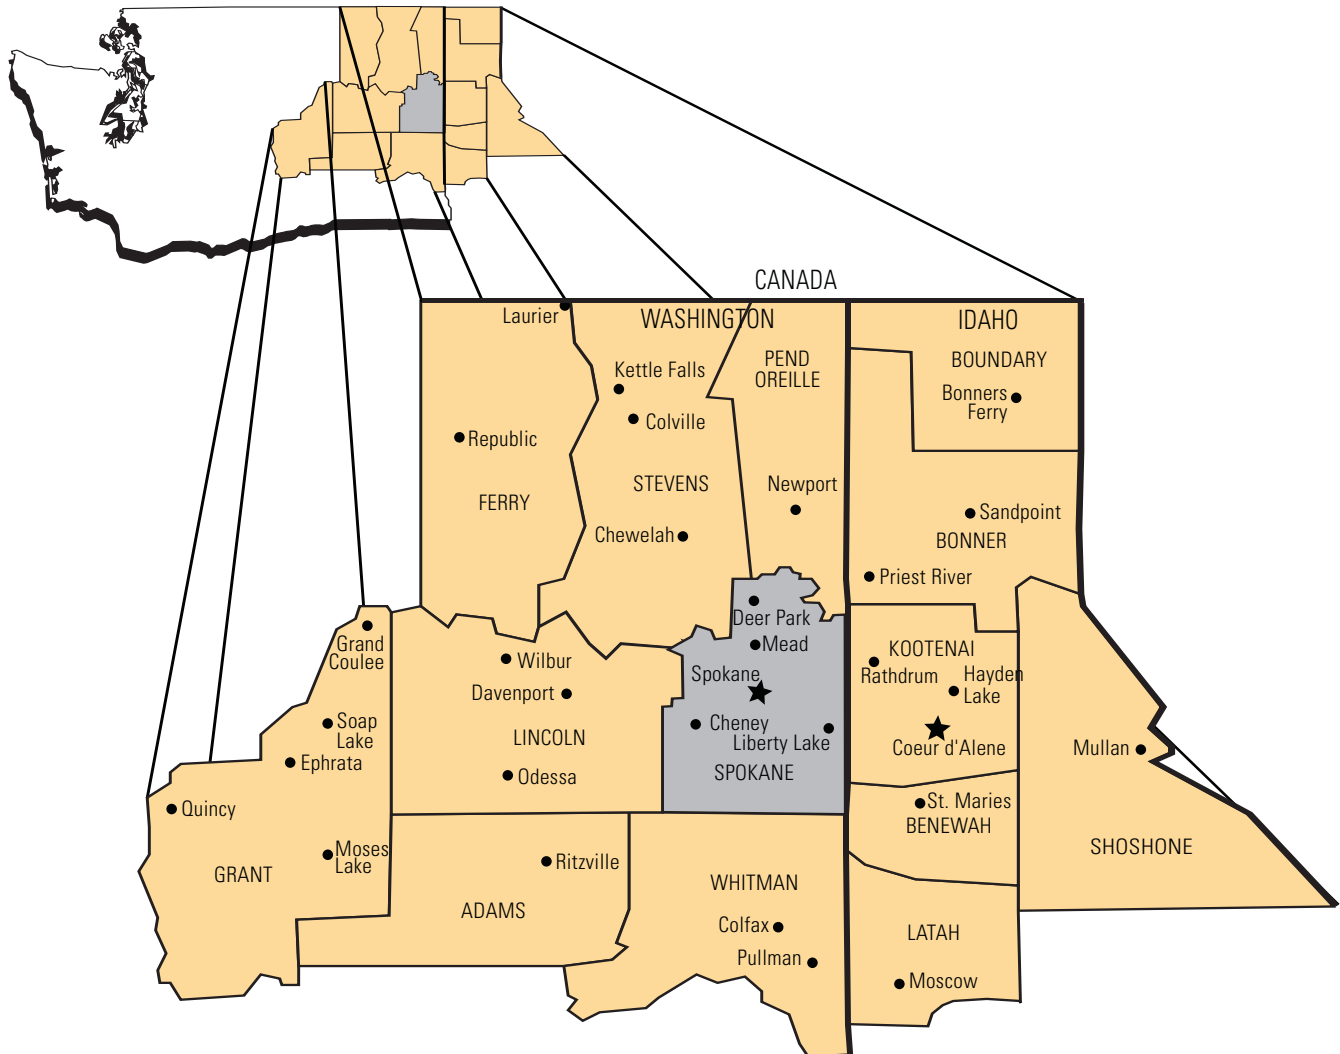 CANADA
Laurier
WASHINGTON
IDAHO
PEND
OREILLE
BOUNDARY
Kettle Falls
Bonners
Ferry
Colville
Republic
STEVENS
Newport
FERRY
Sandpoint
Chewelah
BONNER
Priest River
Deer Park
Grand
Coulee
Mead
KOOTENAI
Wilbur
Spokane
Rathdrum
Hayden
Lake
Davenport
Soap
Lake
Cheney
Liberty Lake
LINCOLN
Coeur d'Alene
Mullan
Ephrata
Odessa
SPOKANE
Quincy
St. Maries
BENEWAH
Moses
Lake
SHOSHONE
Ritzville
GRANT
WHITMAN
ADAMS
Colfax
LATAH
Pullman
Moscow